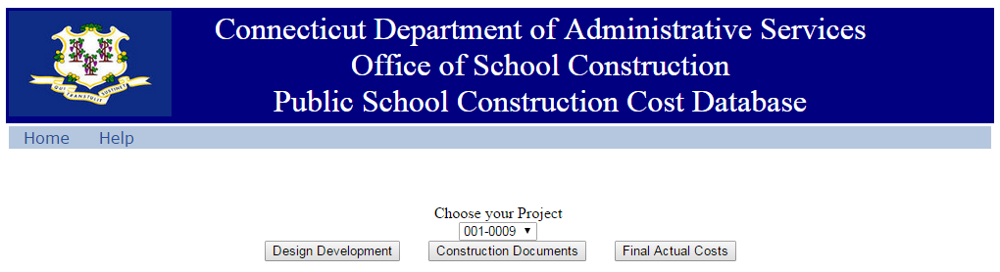 Connecticut Department of Administrative Services
Office of School Construction
Public School Construction Cost Database
QUI TRANSTULIT SUSTINET
Home Help
Choose your Project
001-0009
Design Development Construction Documents Final Actual Costs